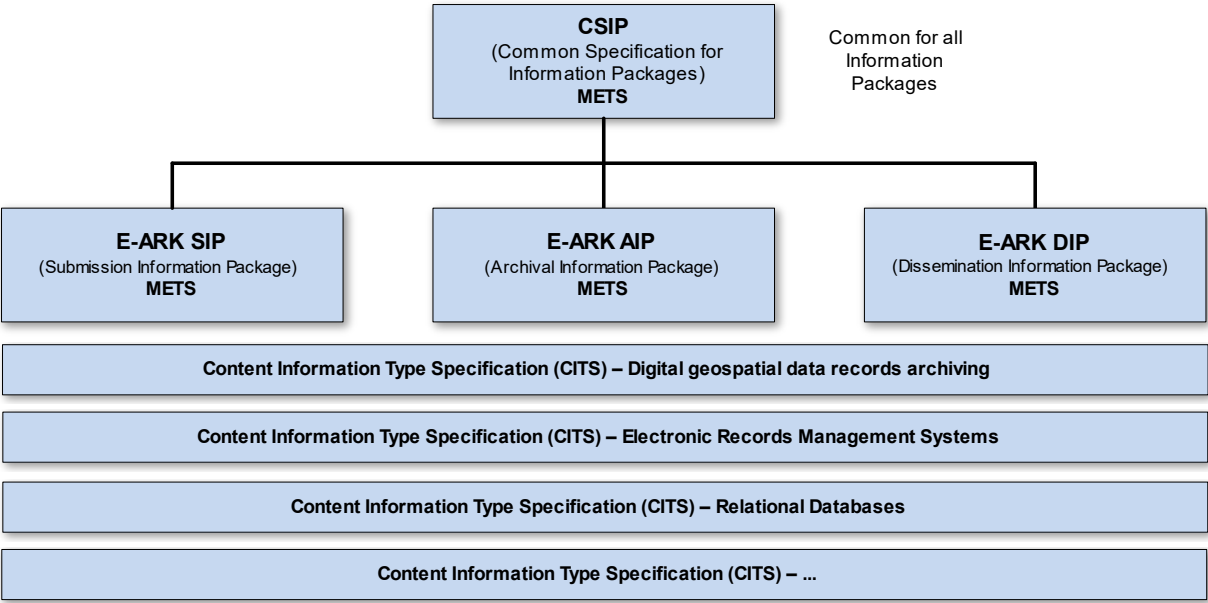 CSIP
(Common Specification for
Information Packages)
METS
Common for all
Information
Packages
E-ARK SIP
(Submission Information Package)
METS
E-ARK AIP
(Archival Information Package)
METS
E-ARK DIP
(Dissemination Information Package)
METS
Content Information Type Specification (CITS) – Digital geospatial data records archiving
Content Information Type Specification (CITS) – Electronic Records Management Systems
Content Information Type Specification (CITS) – Relational Databases
Content Information Type Specification (CITS) – ...